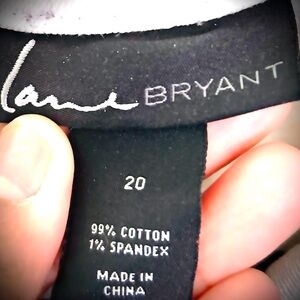 Lane BRYANT
20
99% COTTON
1% SPANDEX
MADE IN
CHINA